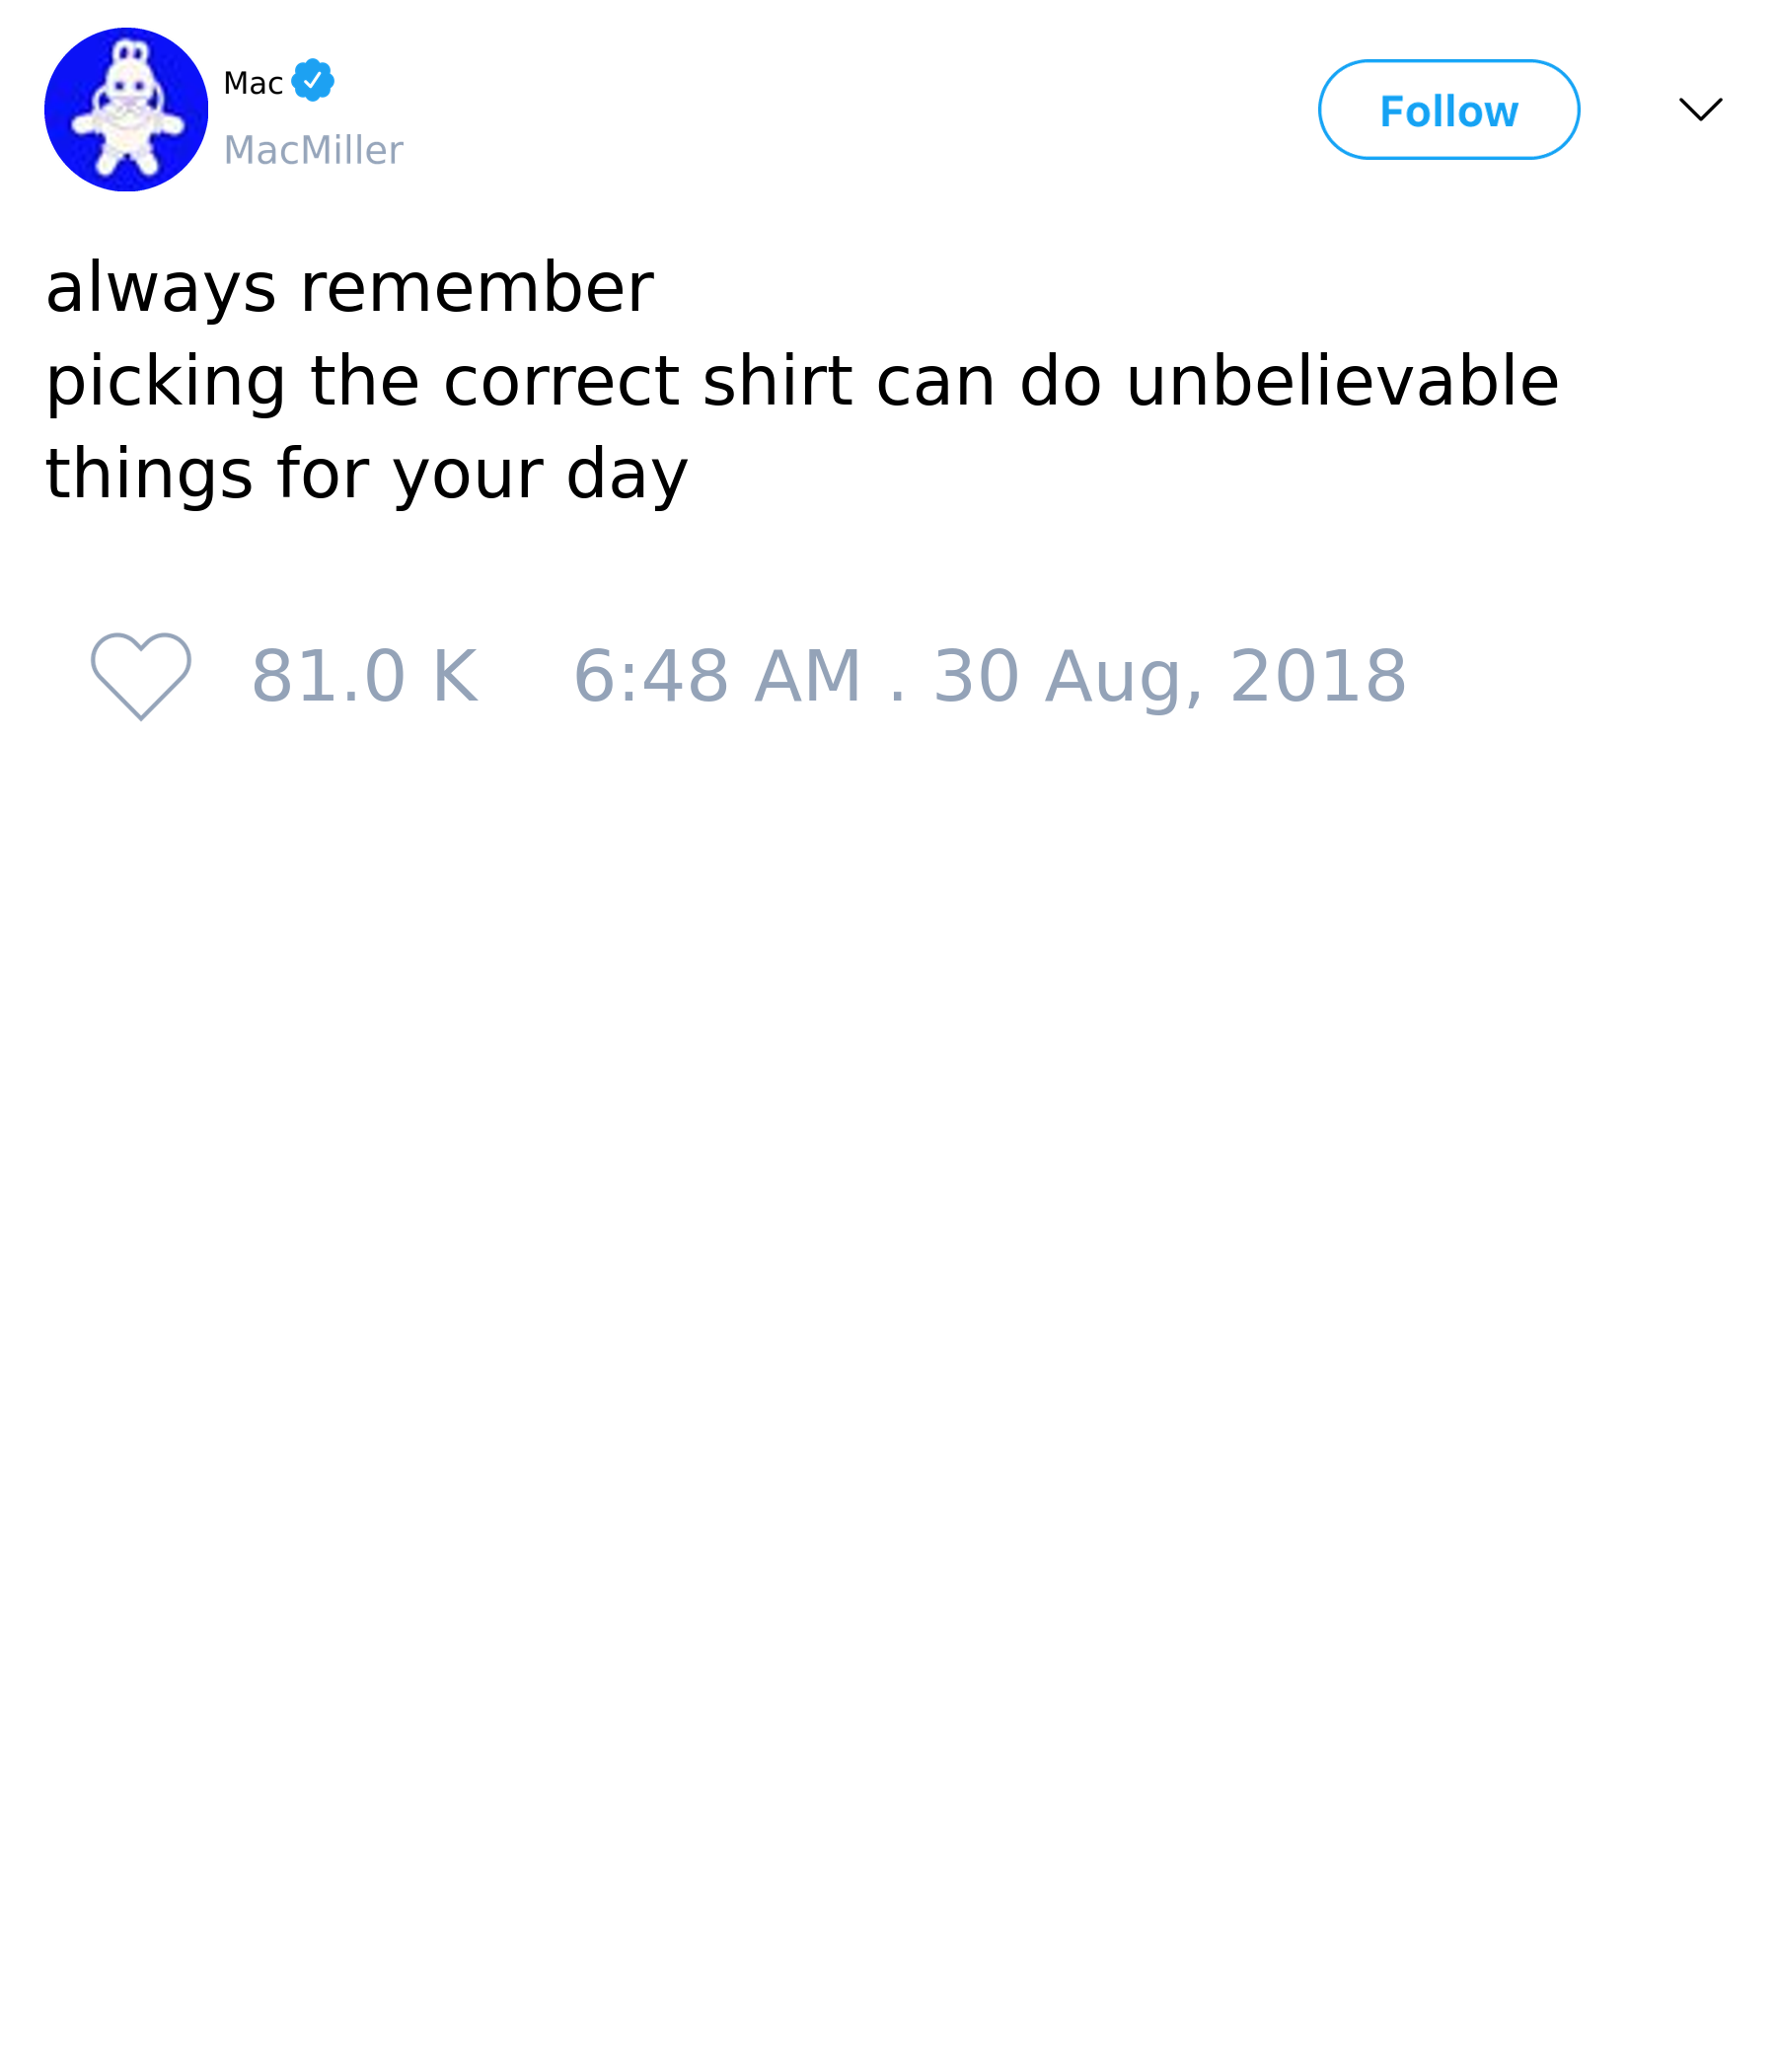 Mac
MacMiller
Follow
always remember
picking the correct shirt can do unbelievable
things for your day
81.0 K 6:48 AM . 30 Aug, 2018